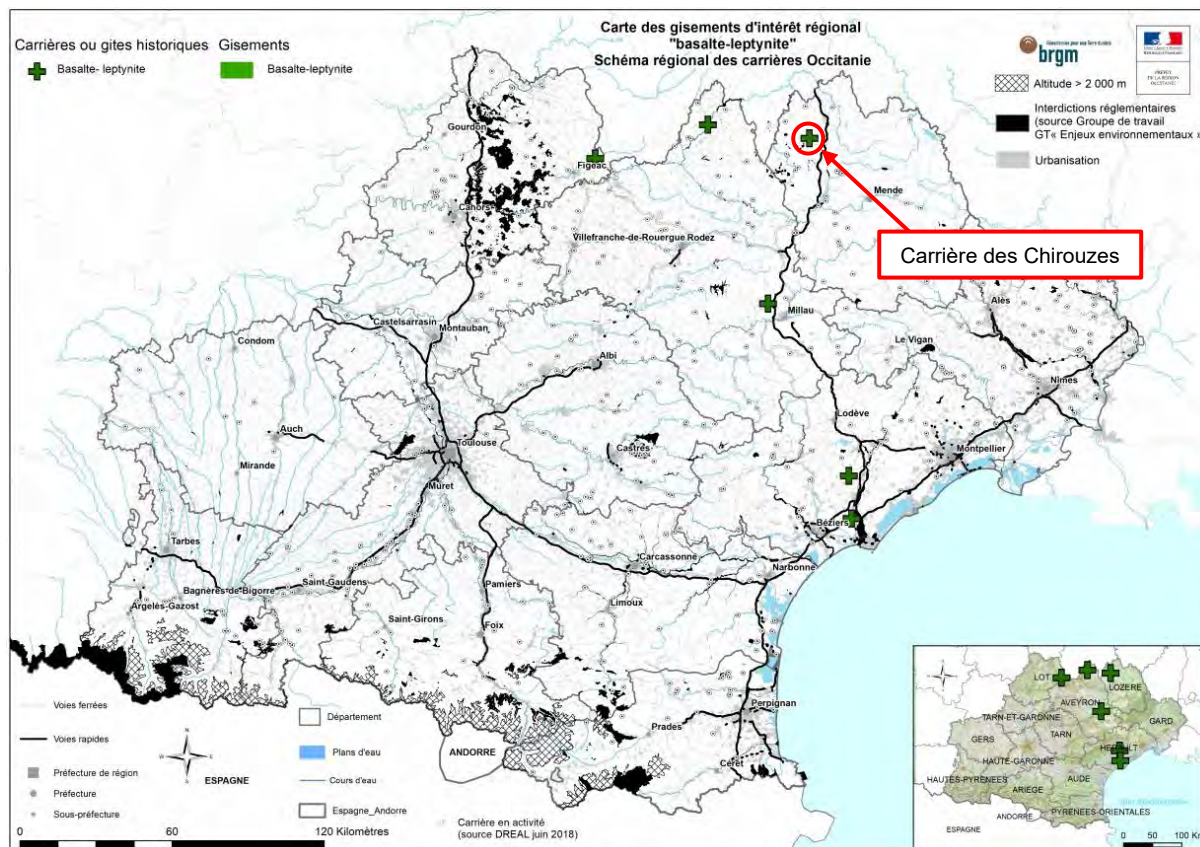 Carte des gisements d'intérêt régional
"basalte-leptynite"
Schéma régional des carrières Occitanie
Carrières ou gites historiques
Gisements
Basalte- leptynite
Basalte-leptynite
brgm
Altitude > 2 000 m
Interdictions réglementaires
(source Groupe de travail
GT« Enjeux environnementaux »
Urbanisation
Carrière des Chirouzes
Gourdon
Figeac
Cahors
Mende
Villefranche-de-Rouergue
Rodez
Millau
Alès
Castelsarrasin
Montauban
Condom
Le Vigan
Albi
Nîmes
Auch
Toulouse
Lodève
Castres
Montpellier
Mirande
Muret
Béziers
Tarbes
Carcassonne
Narbonne
Bagnères-de-Bigorre
Saint-Gaudens
Pamiers
Limoux
Argelès-Gazost
Saint-Girons
Foix
Perpignan
Prades
Céret
ANDORRE
ESPAGNE
Voies ferrées
Voies rapides
Préfecture de région
Préfecture
Sous-préfecture
Département
Plans d'eau
Cours d'eau
Espagne_Andorre
Carrière en activité
(source DREAL juin 2018)
0 60 120 Kilomètres
LOT
LOZERE
AVEYRON
TARN-ET-GARONNE
GARD
GERS
TARN
HERAULT
HAUTE-GARONNE
HAUTES-PYRENEES
AUDE
ARIEGE
ANDORRE
PYRENEES-ORIENTALES
ESPAGNE
0 50 100 Km